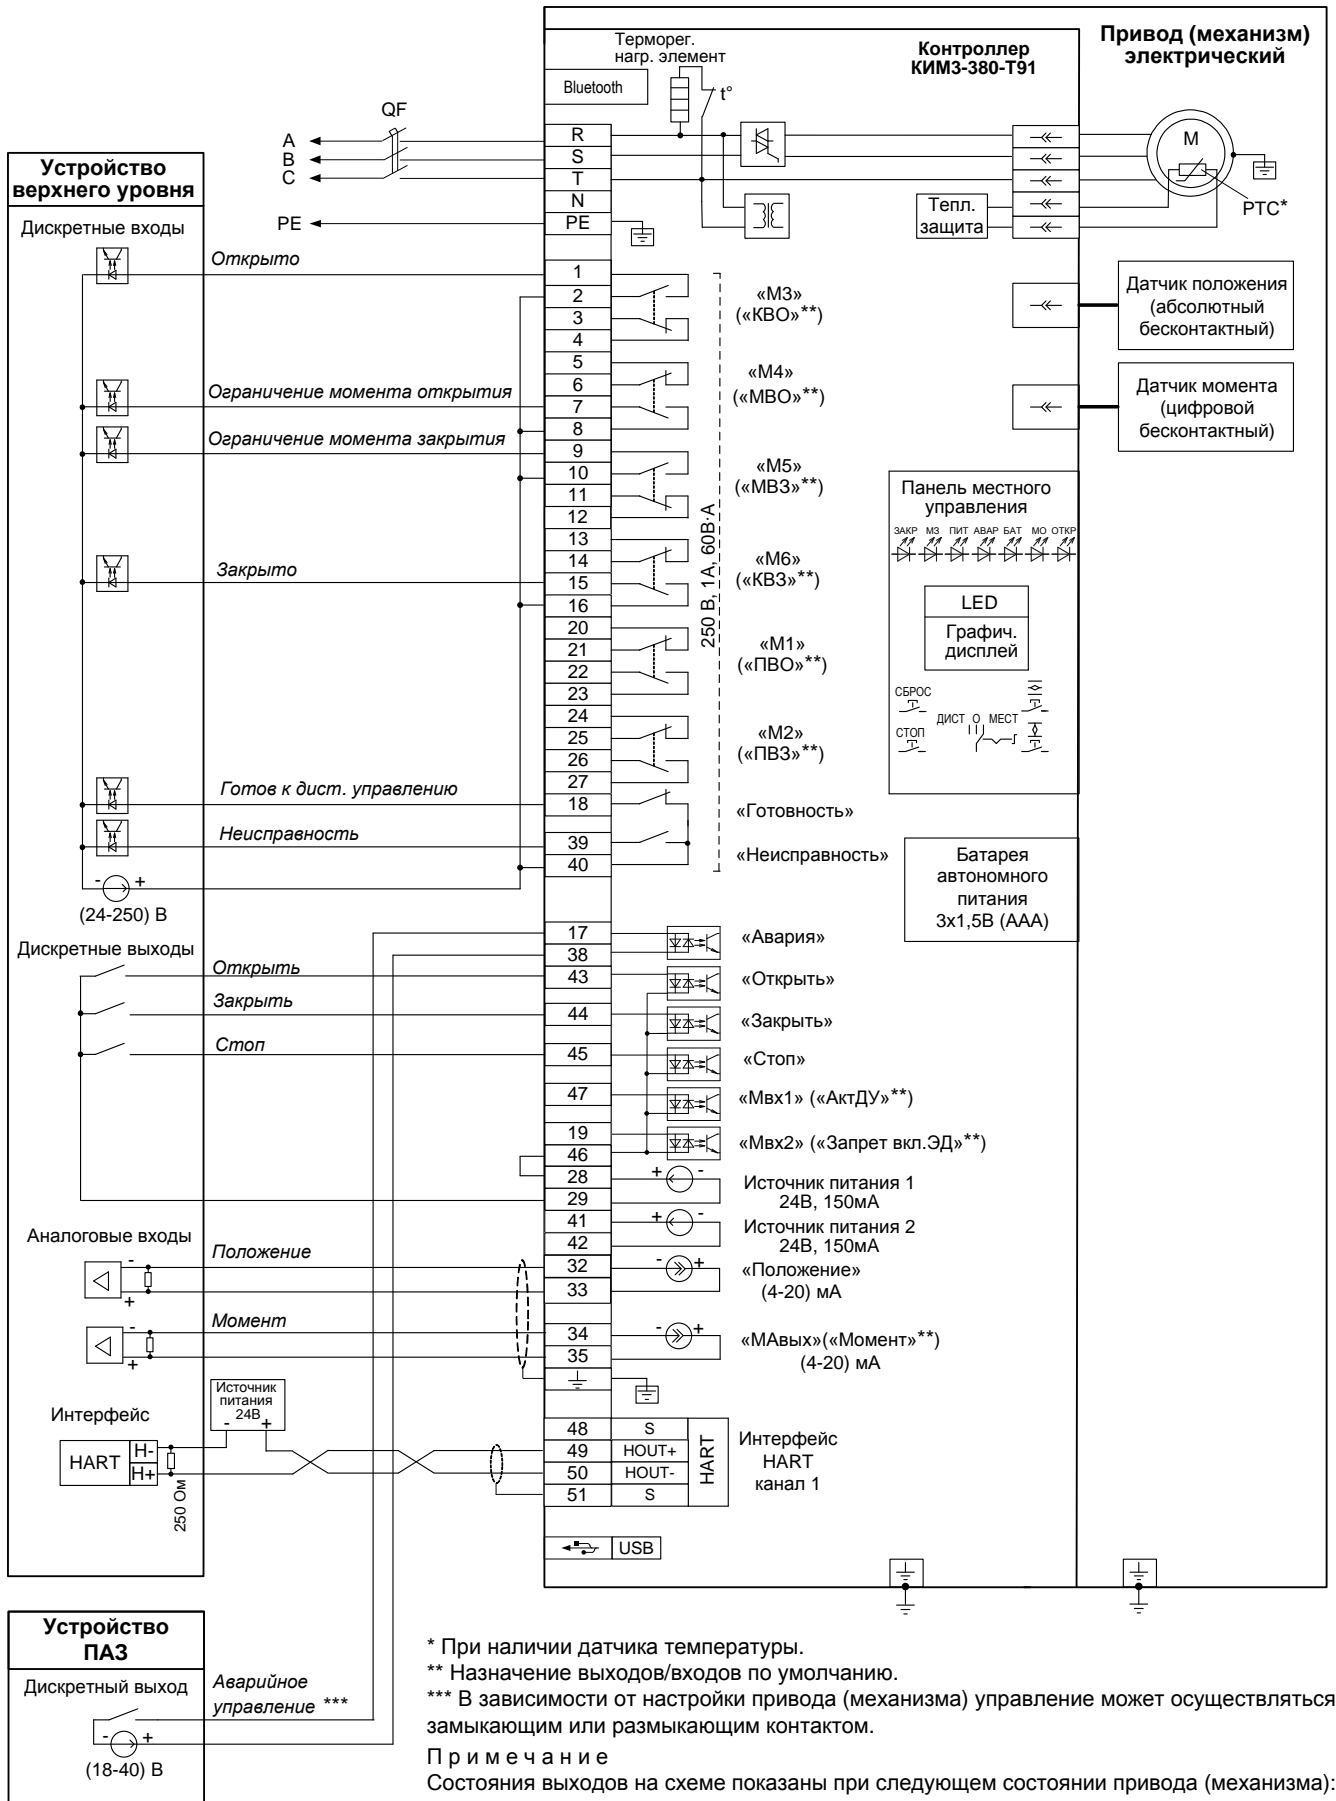 Привод (механизм)
электрический
Контроллер
КИМ3-380-Т91
Терморег.
нагр. элемент
Bluetooth
t°
QF
A
B
C
PE
R
S
T
N
PE
M
PTC*
Тепл.
защита
Устройство
верхнего уровня
Дискретные входы
Открыто
Ограничение момента открытия
Ограничение момента закрытия
Закрыто
Готов к дист. управлению
Неисправность
- +
(24-250) В
1
2
3
4
5
6
7
8
9
10
11
12
13
14
15
16
20
21
22
23
24
25
26
27
18
39
40
«М3»
(«КВО»**)
«М4»
(«МВО»**)
«М5»
(«МВЗ»**)
«М6»
(«КВЗ»**)
«М1»
(«ПВО»**)
«М2»
(«ПВЗ»**)
«Готовность»
«Неисправность»
250 В, 1А, 60В·А
Датчик положения
(абсолютный
бесконтактный)
Датчик момента
(цифровой
бесконтактный)
Панель местного
управления
ЗАКР МЗ ПИТ АВАР БАТ МО ОТКР
LED
Графич.
дисплей
СБРОС
СТОП
ДИСТ О МЕСТ
Батарея
автономного
питания
3х1,5В (ААА)
Дискретные выходы
Открыть
Закрыть
Стоп
17
38
43
44
45
47
19
46
28
29
41
42
32
33
34
35
«Авария»
«Открыть»
«Закрыть»
«Стоп»
«Мвх1» («АктДУ»**)
«Мвх2» («Запрет вкл.ЭД»**)
+ -
Источник питания 1
24В, 150мА
+ -
Источник питания 2
24В, 150мА
- +
«Положение»
(4-20) мА
- +
«МАвых»(«Момент»**)
(4-20) мА
Аналоговые входы
Положение
-
+
Момент
-
+
Источник
питания
24В
- +
Интерфейс
HART
H-
H+
250 Ом
48 S
49 HOUT+
50 HOUT-
51 S
HART
Интерфейс
HART
канал 1
USB
Устройство
ПАЗ
Дискретный выход
Аварийное
управление ***
- +
(18-40) В
* При наличии датчика температуры.
** Назначение выходов/входов по умолчанию.
*** В зависимости от настройки привода (механизма) управление может осуществляться
замыкающим или размыкающим контактом.
П р и м е ч а н и е
Состояния выходов на схеме показаны при следующем состоянии привода (механизма):